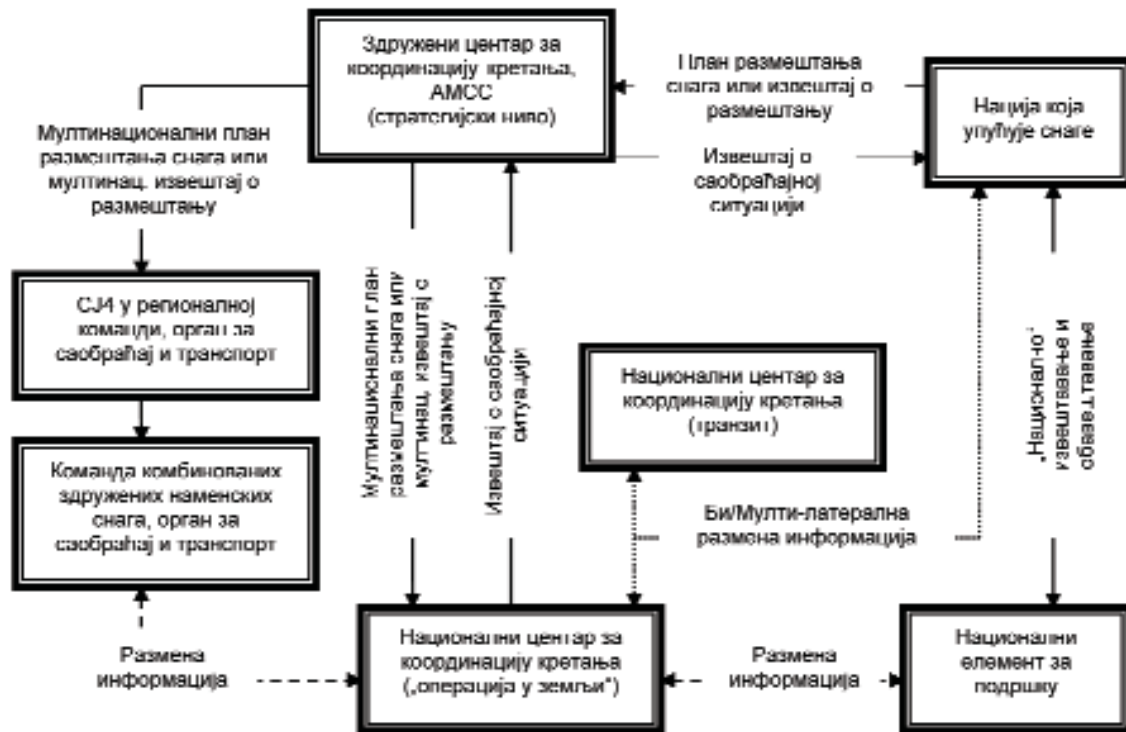 Здружени центар за
координацију кретања,
АМСС
(стратегијски ниво)
План размештања
снага или извештај о
размештању
Нација која
упућује снаге
Мултинационални план
размештања снага или
мултинац. извештај о
размештању
Извештај о
саобраћајној
ситуацији
СЈ4 у регионалној
команди, орган за
саобраћај и транспорт
Мултинационални план
размештања снага или
мултинац. извештај о
размештању
Извештај о саобраћајној
ситуацији
Национални центар за
координацију кретања
(транзит)
„Национално“
извештавање и
обавештавање
Команда комбинованих
здружених наменских
снага, орган за
саобраћај и транспорт
Би/Мулти-латерална
размена информација
Размена
информација
Национални центар за
координацију кретања
(„операција у земљи“)
Размена
информација
Национални
елемент за
подршку